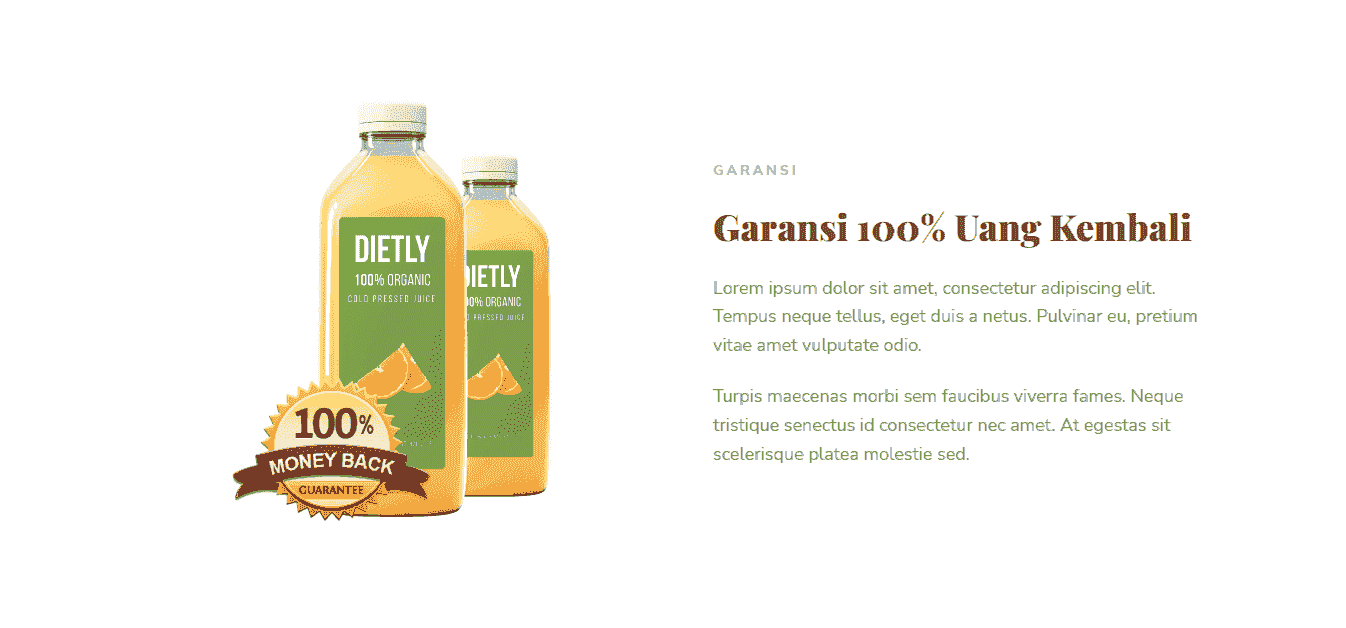 DIETLY
100% ORGANIC
COLD PRESSED JUICE
DIETLY
00% ORGANIC
D PRESSED JUICE
100%
MONEY BACK
GUARANTEE
GARANSI
Garansi 100% Uang Kembali
Lorem ipsum dolor sit amet, consectetur adipiscing elit.
Tempus neque tellus, eget duis a netus. Pulvinar eu, pretium
vitae amet vulputate odio.
Turpis maecenas morbi sem faucibus viverra fames. Neque
tristique senectus id consectetur nec amet. At egestas sit
scelerisque platea molestie sed.